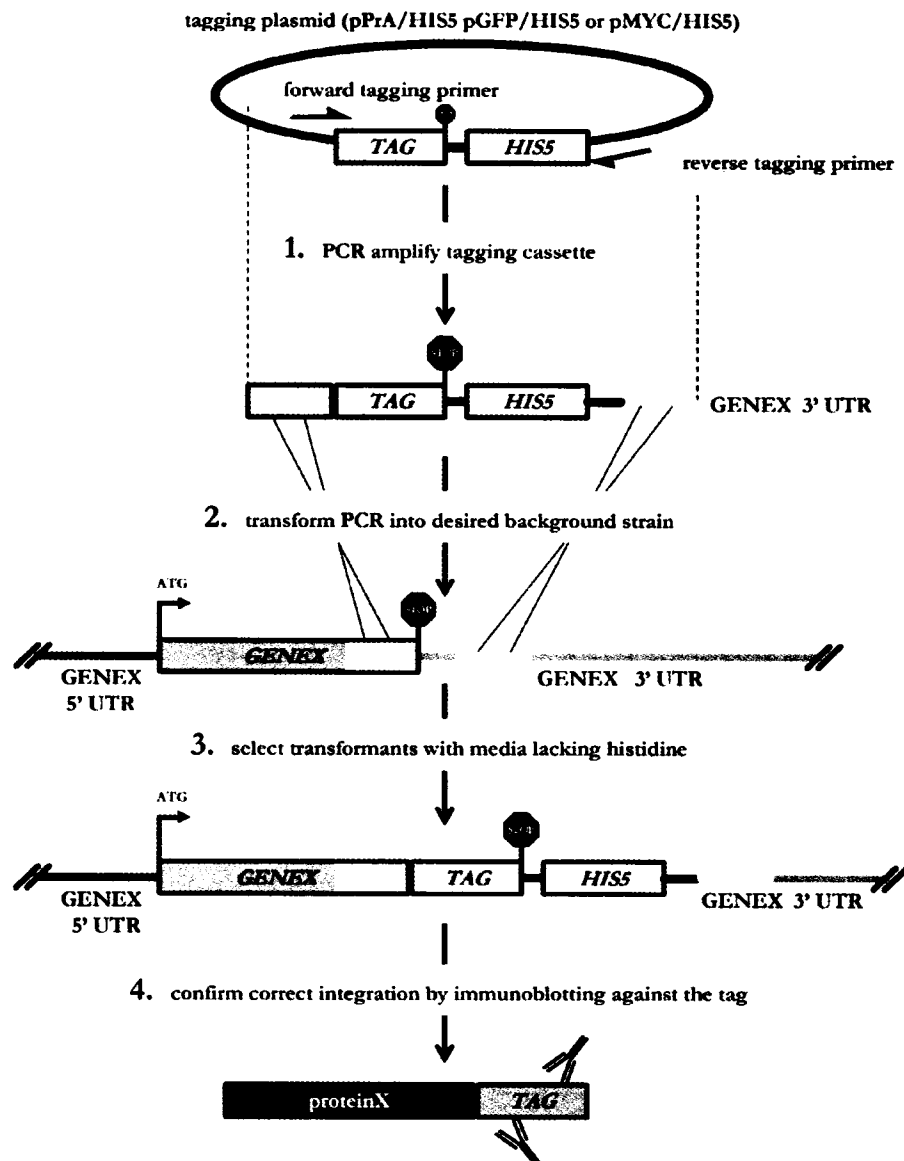 tagging plasmid (pPrA/HIS5 pGFP/HIS5 or pMYC/HIS5)
forward tagging primer
TAG
HIS5
reverse tagging primer
1. PCR amplify tagging cassette
STOP
TAG
HIS5
GENEX 3' UTR
2. transform PCR into desired background strain
ATG
STOP
GENEX
GENEX
5' UTR
GENEX 3' UTR
3. select transformants with media lacking histidine
ATG
STOP
GENEX
TAG
HIS5
GENEX
5' UTR
GENEX 3' UTR
4. confirm correct integration by immunoblotting against the tag
proteinX
TAG